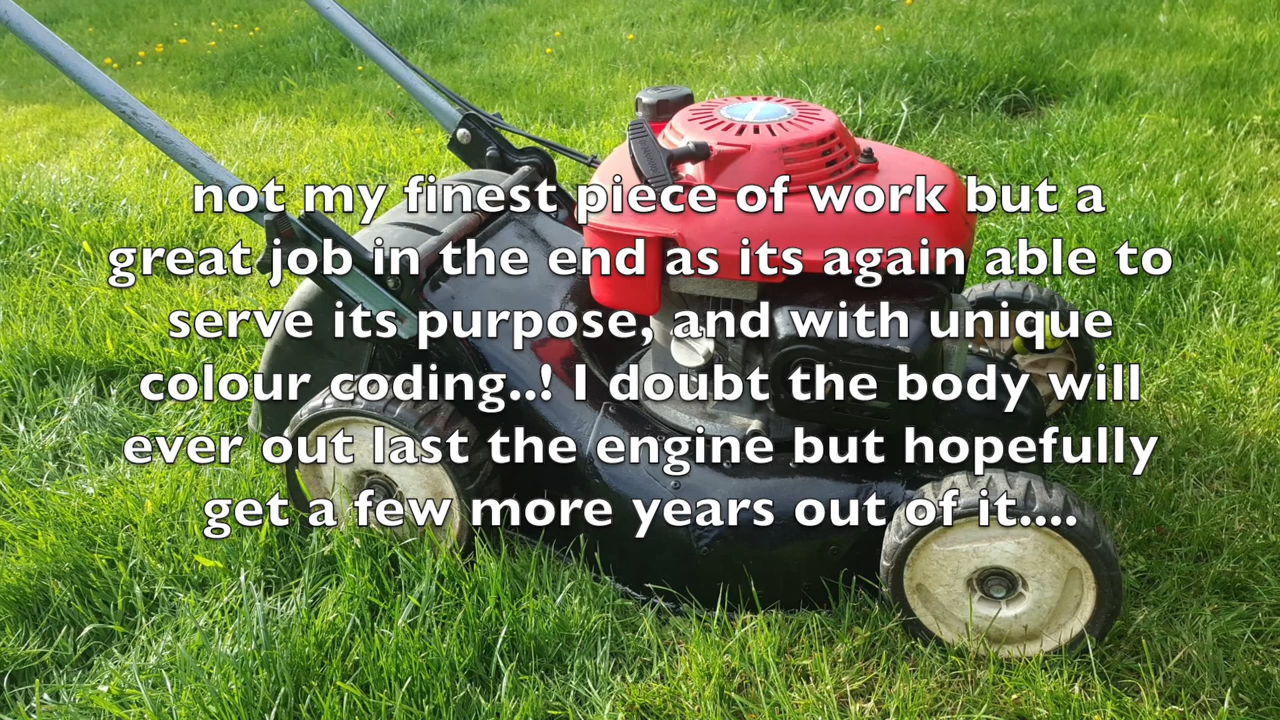 not my finest piece of work but a
great job in the end as its again able to
serve its purpose, and with unique
colour coding..! I doubt the body will
ever out last the engine but hopefully
get a few more years out of it....